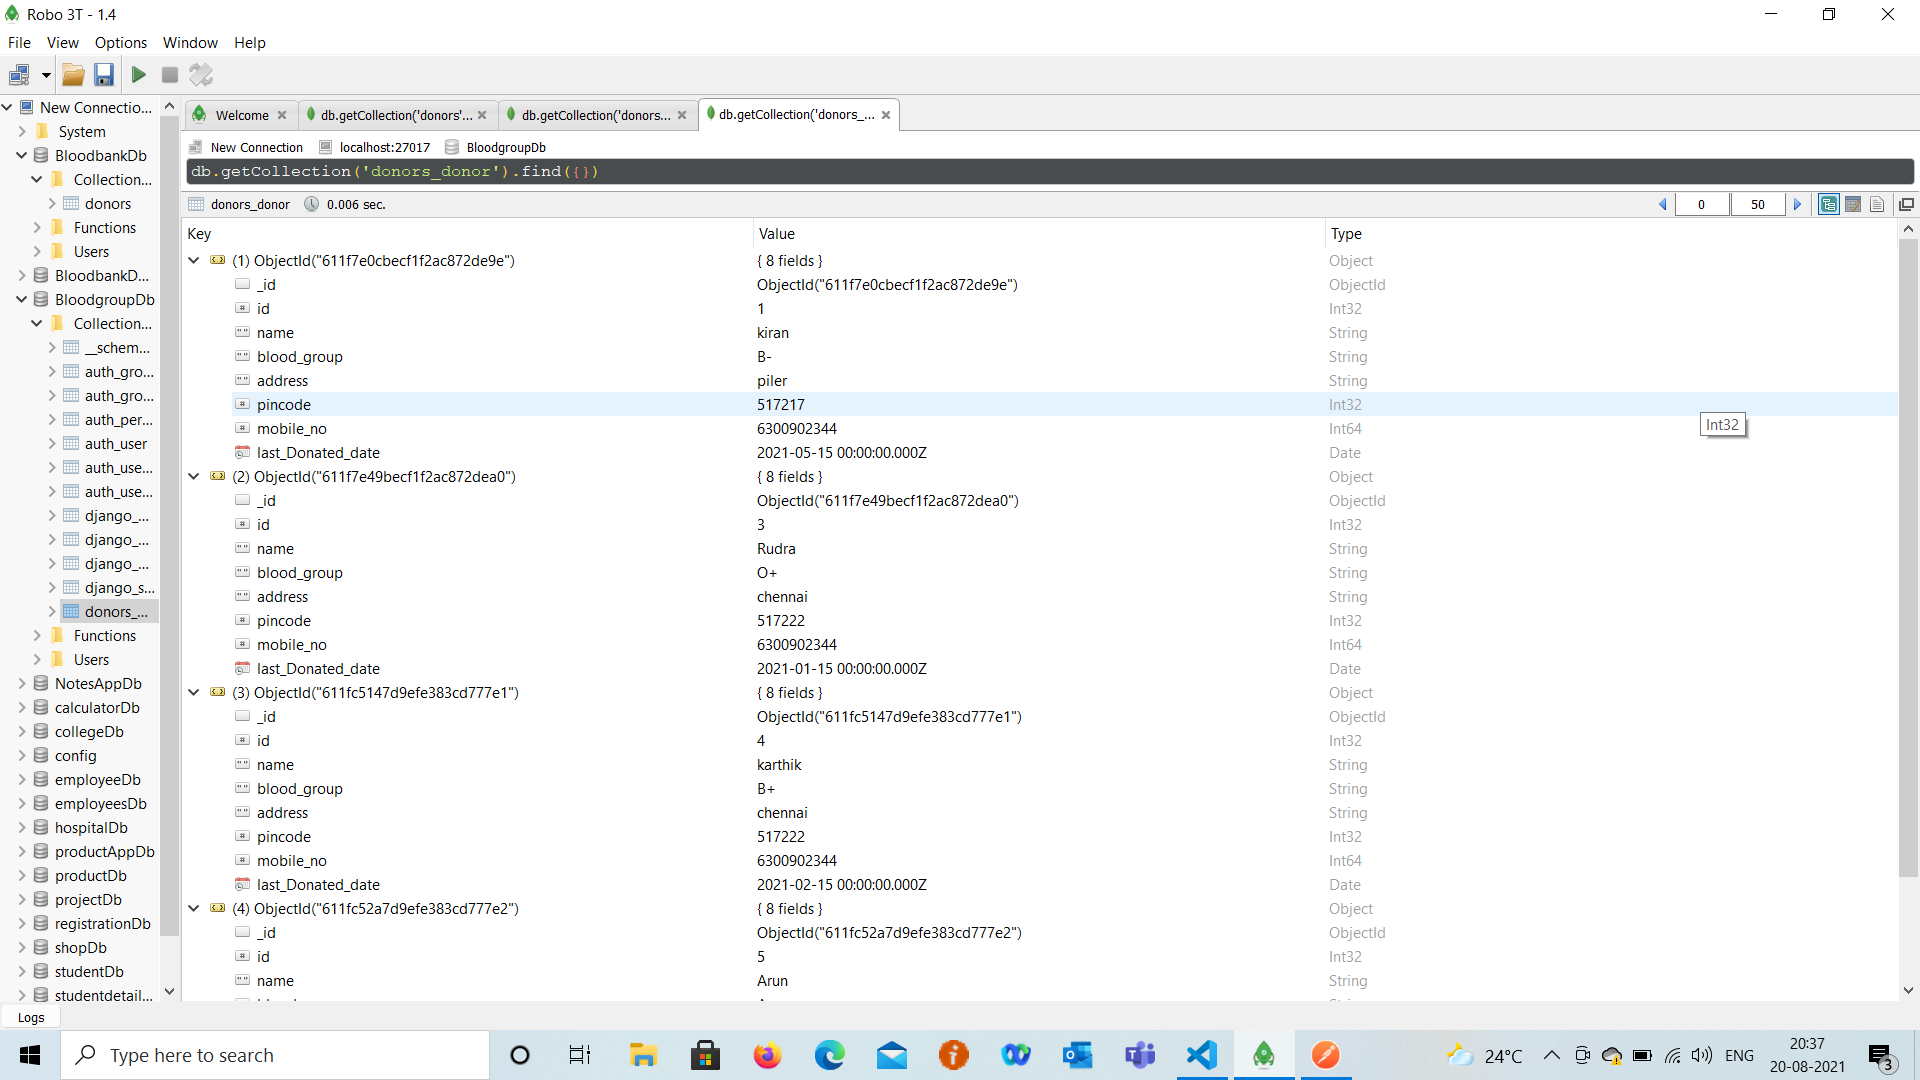 Robo 3T - 1.4
File View Options Window Help
New Connectio...
System
BloodbankDb
Collection...
donors
Functions
Users
BloodbankD...
BloodgroupDb
Collection...
__schem...
auth_gro...
auth_gro...
auth_per...
auth_user
auth_use...
auth_use...
django_...
django_...
django_...
django_s...
donors_...
Functions
Users
NotesAppDb
calculatorDb
collegeDb
config
employeeDb
employeesDb
hospitalDb
productAppDb
productDb
projectDb
registrationDb
shopDb
studentDb
studentdetail...
Welcome db.getCollection('donors'... db.getCollection('donors... db.getCollection('donors_...
New Connection localhost:27017 BloodgroupDb
db.getCollection('donors_donor').find({})
donors_donor 0.006 sec. 0 50
Key Value Type
(1) ObjectId("611f7e0cbecf1f2ac872de9e") { 8 fields } Object
_id ObjectId("611f7e0cbecf1f2ac872de9e") ObjectId
id 1 Int32
name kiran String
blood_group B- String
address piler String
pincode 517217 Int32
Int32
mobile_no 6300902344 Int64
last_Donated_date 2021-05-15 00:00:00.000Z Date
(2) ObjectId("611f7e49becf1f2ac872dea0") { 8 fields } Object
_id ObjectId("611f7e49becf1f2ac872dea0") ObjectId
id 3 Int32
name Rudra String
blood_group O+ String
address chennai String
pincode 517222 Int32
mobile_no 6300902344 Int64
last_Donated_date 2021-01-15 00:00:00.000Z Date
(3) ObjectId("611fc5147d9efe383cd777e1") { 8 fields } Object
_id ObjectId("611fc5147d9efe383cd777e1") ObjectId
id 4 Int32
name karthik String
blood_group B+ String
address chennai String
pincode 517222 Int32
mobile_no 6300902344 Int64
last_Donated_date 2021-02-15 00:00:00.000Z Date
(4) ObjectId("611fc52a7d9efe383cd777e2") { 8 fields } Object
_id ObjectId("611fc52a7d9efe383cd777e2") ObjectId
id 5 Int32
name Arun String
Logs
Type here to search
24°C ENG 20:37
20-08-2021 3